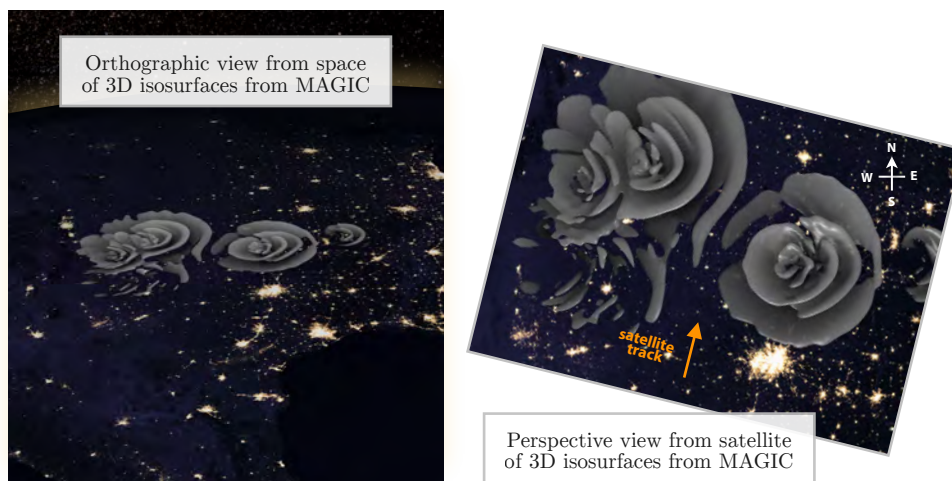 Orthographic view from space
of 3D isosurfaces from MAGIC
N
W E
S
satellite
track
Perspective view from satellite
of 3D isosurfaces from MAGIC